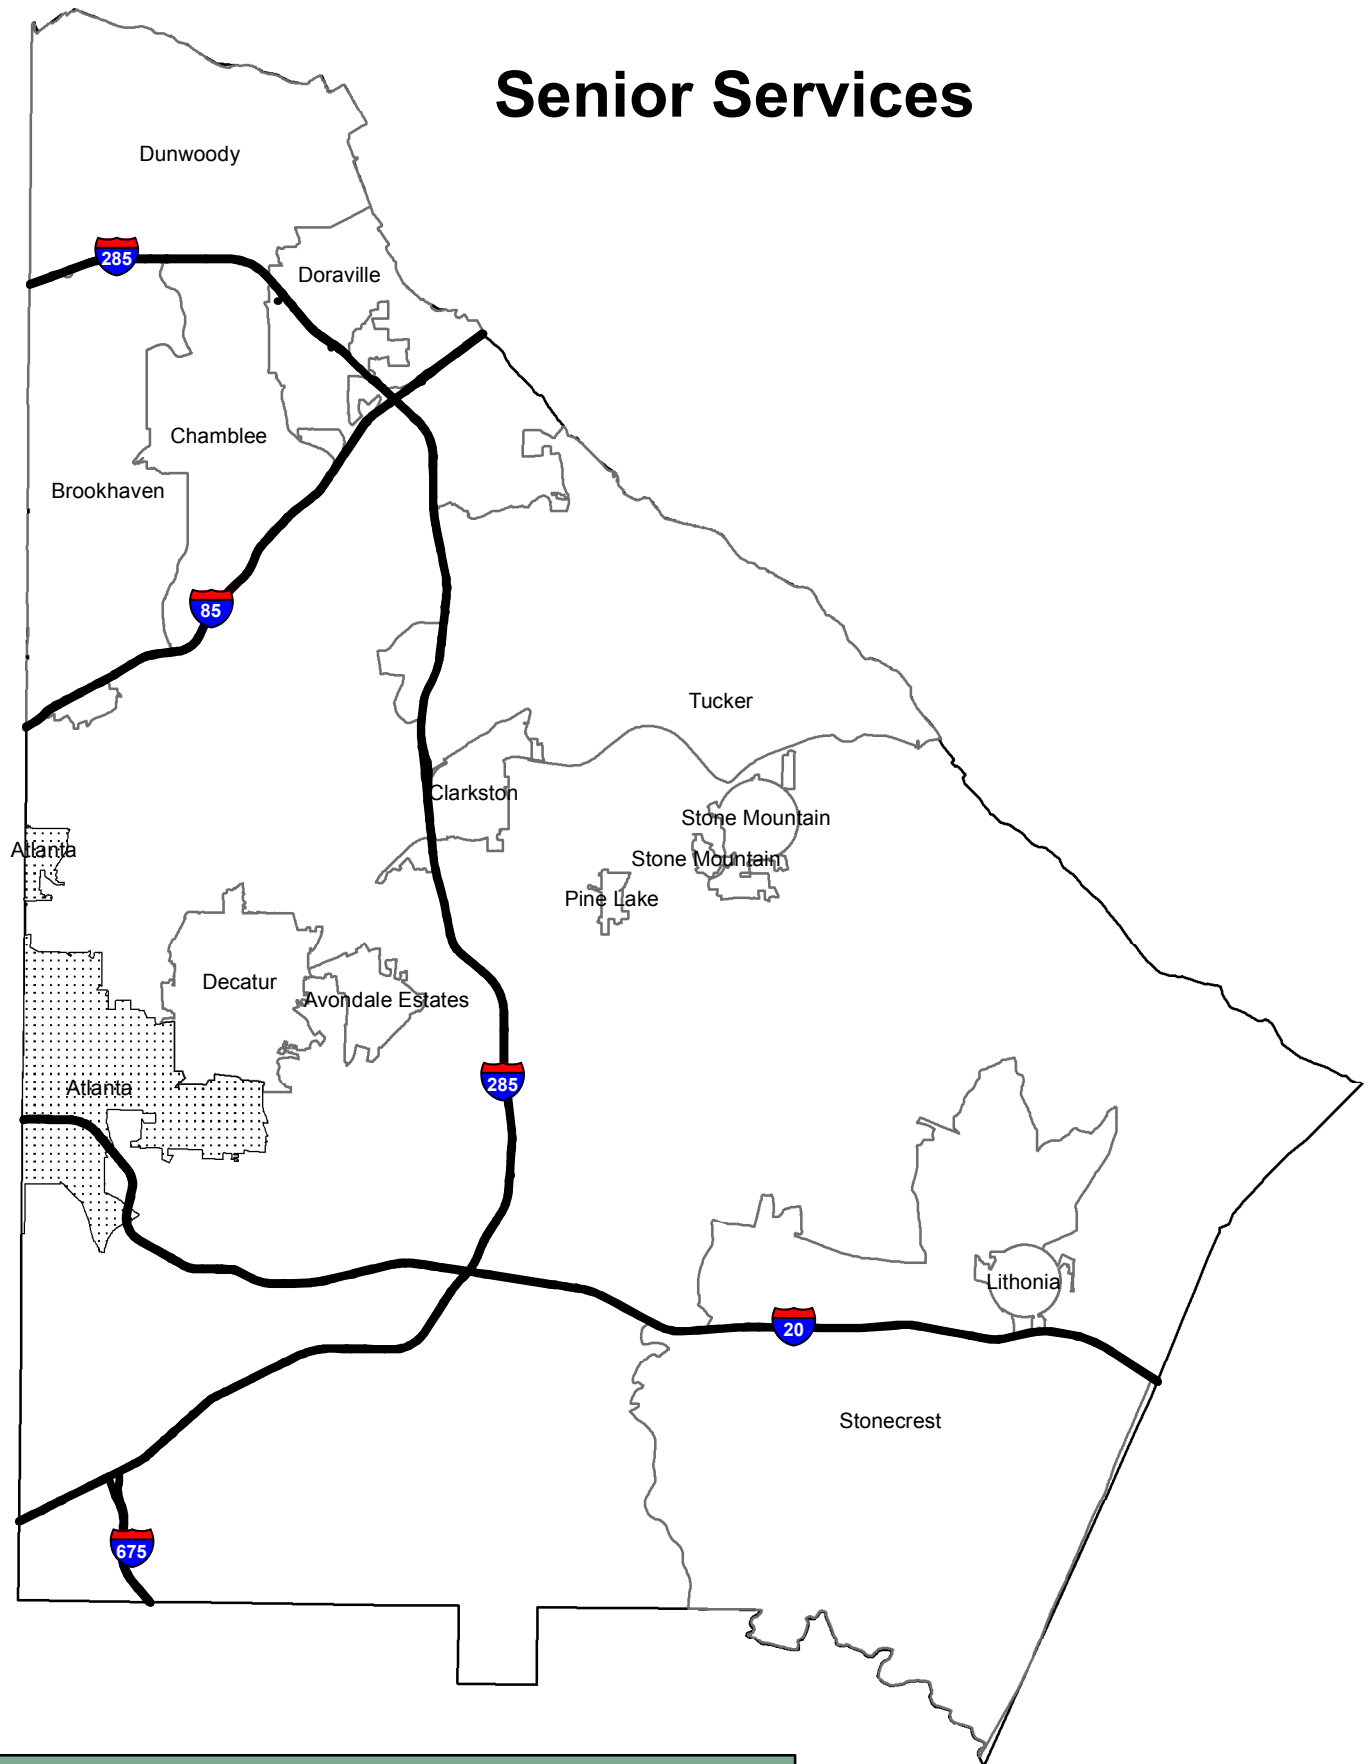 Senior Services
Dunwoody
285
Doraville
Chamblee
Brookhaven
85
Tucker
Clarkston
Stone Mountain
Atlanta
Stone Mountain
Pine Lake
Decatur
Avondale Estates
285
Atlanta
Lithonia
20
Stonecrest
675